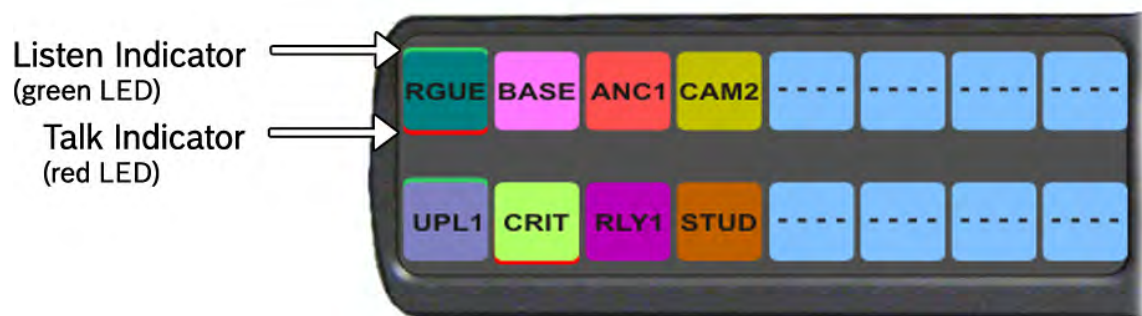 Listen Indicator
(green LED)
Talk Indicator
(red LED)
RGUE BASE ANC1 CAM2 ---- ---- ---- ----
UPL1 CRIT RLY1 STUD ---- ---- ---- ----